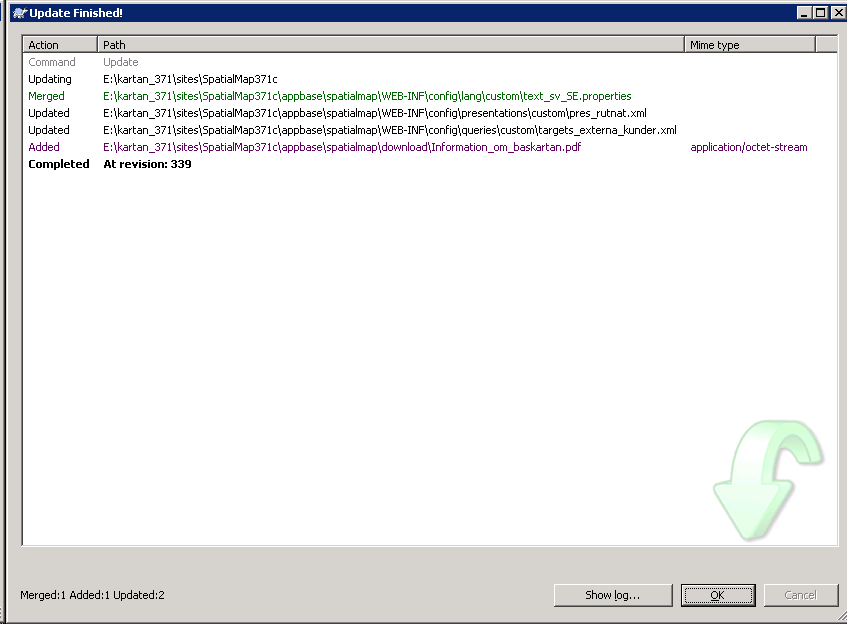 Update Finished!
Action Path Mime type
Command Update
Updating E:\kartan_371\sites\SpatialMap371c
Merged E:\kartan_371\sites\SpatialMap371c\appbase\spatialmap\WEB-INF\config\lang\custom\text_sv_SE.properties
Updated E:\kartan_371\sites\SpatialMap371c\appbase\spatialmap\WEB-INF\config\presentations\custom\pres_rutnat.xml
Updated E:\kartan_371\sites\SpatialMap371c\appbase\spatialmap\WEB-INF\config\queries\custom\targets_externa_kunder.xml
Added E:\kartan_371\sites\SpatialMap371c\appbase\spatialmap\download\Information_om_baskartan.pdf application/octet-stream
Completed At revision: 339
Merged:1 Added:1 Updated:2 Show log... OK Cancel